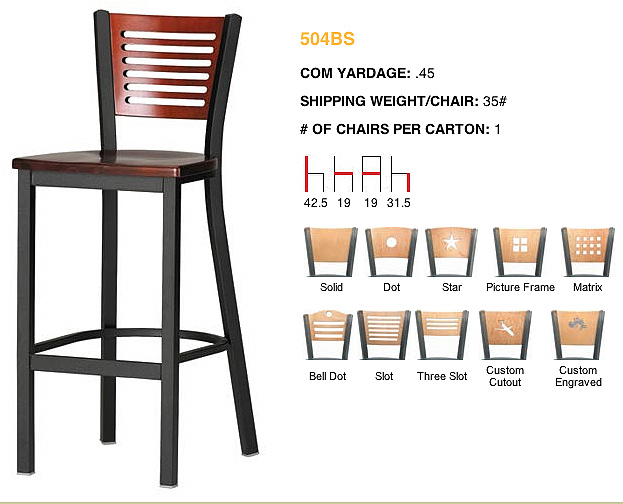 504BS
COM YARDAGE: .45
SHIPPING WEIGHT/CHAIR: 35#
# OF CHAIRS PER CARTON: 1
42.5 19 19 31.5
Solid Dot Star Picture Frame Matrix
Bell Dot Slot Three Slot Custom Cutout Custom Engraved